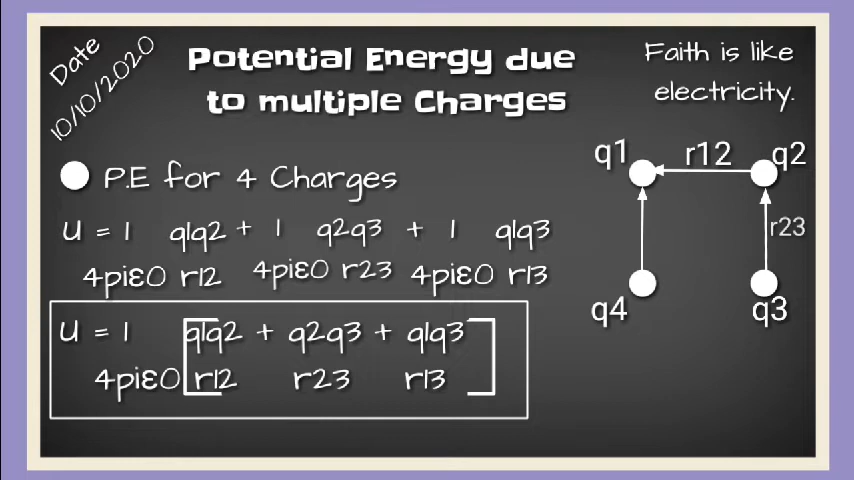 Date
10/10/2020
Potential Energy due
to multiple Charges
Faith is like
electricity.
P.E for 4 Charges
U = 1 q1q2 + 1 q2q3 + 1 q1q3
4piε0 r12 4piε0 r23 4piε0 r13
U = 1 q1q2 + q2q3 + q1q3
4piε0 r12 r23 r13
q1 r12 q2
r23
q4 q3